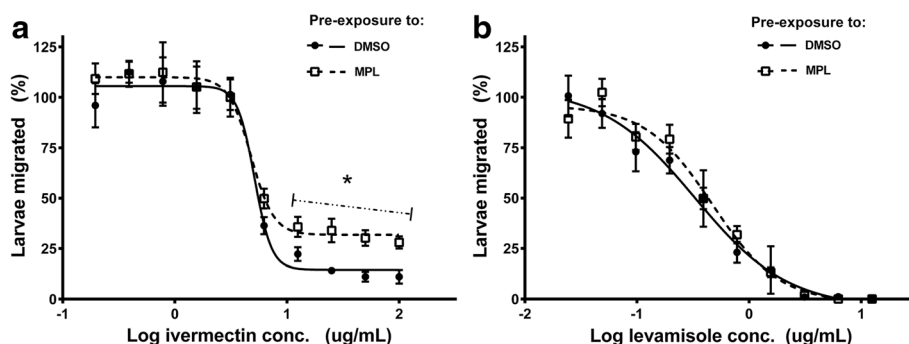 a
Pre-exposure to:
DMSO
MPL
Larvae migrated (%)
125
100
75
50
25
0
*
-1 0 1 2
Log ivermectin conc. (ug/mL)
b
Pre-exposure to:
DMSO
MPL
Larvae migrated (%)
125
100
75
50
25
0
-2 -1 0 1
Log levamisole conc. (ug/mL)